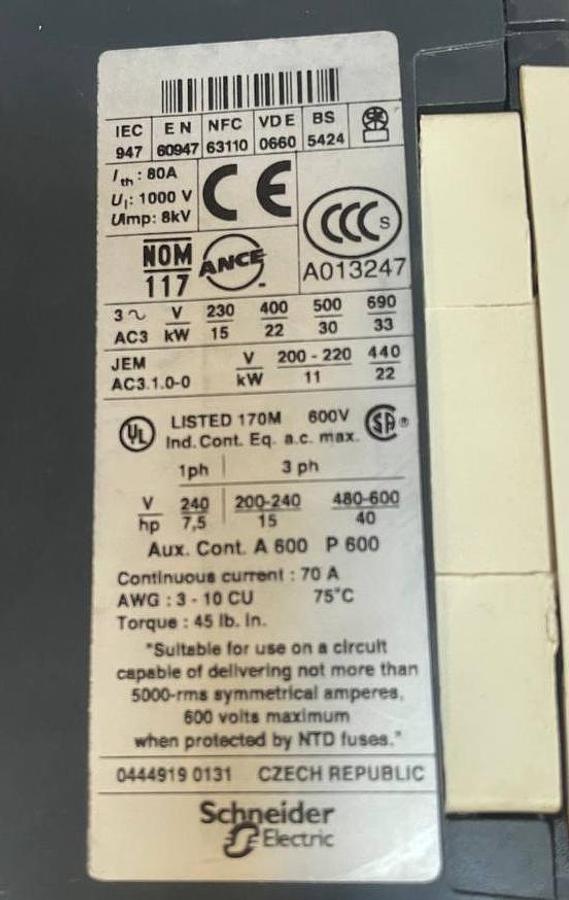 IEC EN NFC VDE BS
947 60947 63110 0660 5424
Ith : 80A
Ui: 1000 V
UImp: 8kV
CE
CCC S
A013247
NOM
117
ANCE
3~ V 230 400 500 690
AC3 kW 15 22 30 33
JEM V 200 - 220 440
AC3.1.0-0 kW 11 22
UL LISTED 170M 600V SA ®
Ind. Cont. Eq. a.c. max.
1ph 3 ph
V 240 200-240 480-600
hp 7,5 15 40
Aux. Cont. A 600 P 600
Continuous current : 70 A
AWG : 3 - 10 CU 75°C
Torque : 45 lb. in.
"Suitable for use on a circuit
capable of delivering not more than
5000-rms symmetrical amperes,
600 volts maximum
when protected by NTD fuses."
0444919 0131 CZECH REPUBLIC
Schneider
Electric